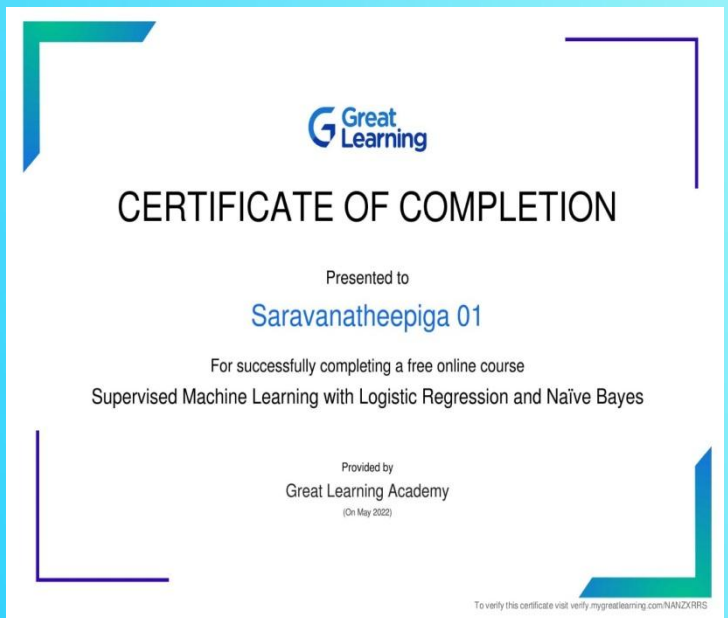 Great
Learning
CERTIFICATE OF COMPLETION
Presented to
Saravanatheepiga 01
For successfully completing a free online course
Supervised Machine Learning with Logistic Regression and Naïve Bayes
Provided by
Great Learning Academy
(On May 2022)
To verify this certificate visit verify.mygreatlearning.com/NANZXRRS